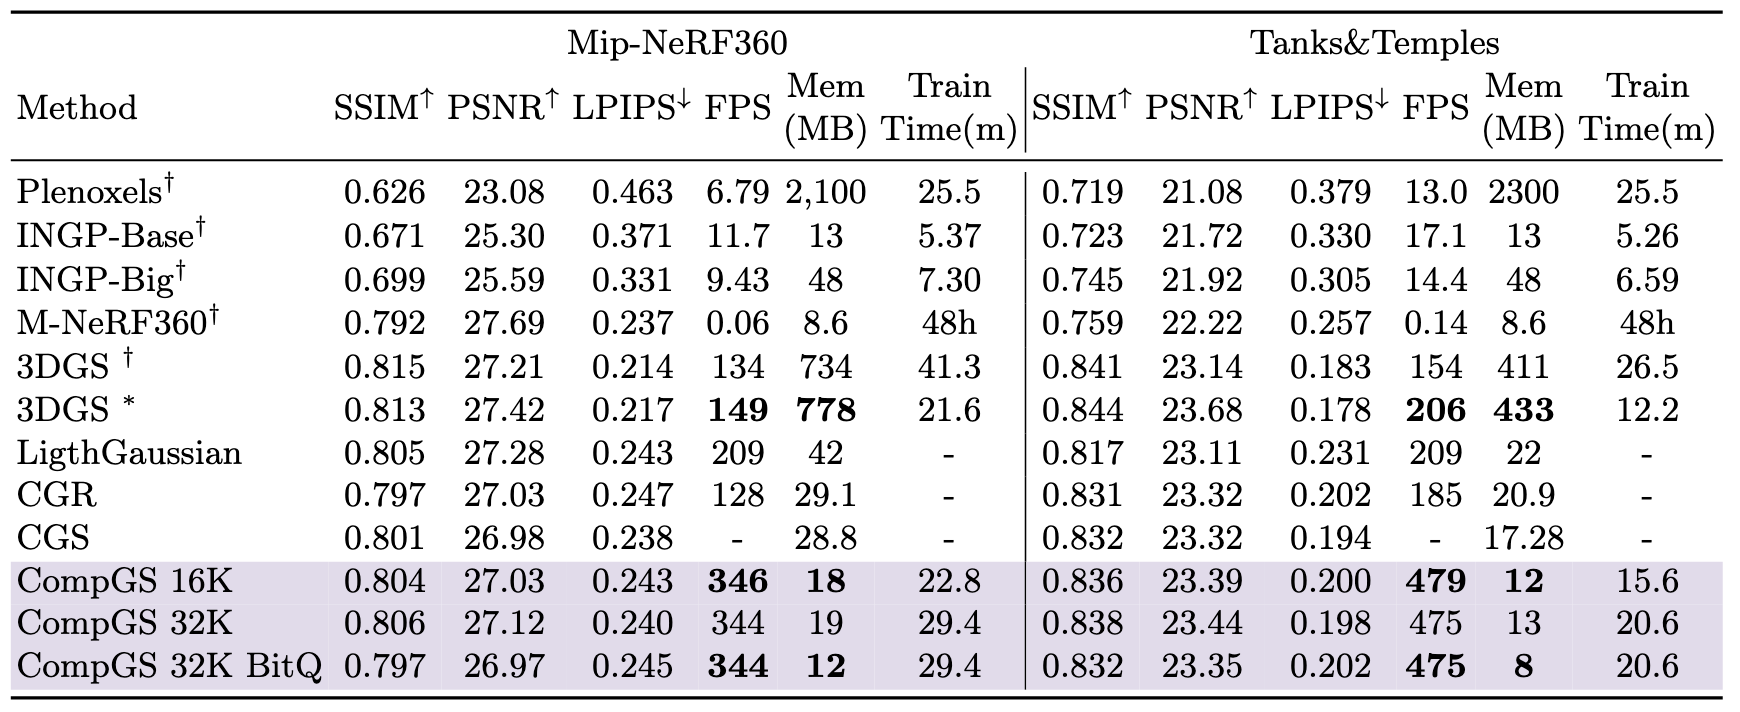 Mip-NeRF360 Tanks&Temples
Method SSIM↑ PSNR↑ LPIPS↓ FPS Mem (MB) Train Time(m) SSIM↑ PSNR↑ LPIPS↓ FPS Mem (MB) Train Time(m)
Plenoxels† 0.626 23.08 0.463 6.79 2,100 25.5 0.719 21.08 0.379 13.0 2300 25.5
INGP-Base† 0.671 25.30 0.371 11.7 13 5.37 0.723 21.72 0.330 17.1 13 5.26
INGP-Big† 0.699 25.59 0.331 9.43 48 7.30 0.745 21.92 0.305 14.4 48 6.59
M-NeRF360† 0.792 27.69 0.237 0.06 8.6 48h 0.759 22.22 0.257 0.14 8.6 48h
3DGS † 0.815 27.21 0.214 134 734 41.3 0.841 23.14 0.183 154 411 26.5
3DGS * 0.813 27.42 0.217 149 778 21.6 0.844 23.68 0.178 206 433 12.2
LigthGaussian 0.805 27.28 0.243 209 42 - 0.817 23.11 0.231 209 22 -
CGR 0.797 27.03 0.247 128 29.1 - 0.831 23.32 0.202 185 20.9 -
CGS 0.801 26.98 0.238 - 28.8 - 0.832 23.32 0.194 - 17.28 -
CompGS 16K 0.804 27.03 0.243 346 18 22.8 0.836 23.39 0.200 479 12 15.6
CompGS 32K 0.806 27.12 0.240 344 19 29.4 0.838 23.44 0.198 475 13 20.6
CompGS 32K BitQ 0.797 26.97 0.245 344 12 29.4 0.832 23.35 0.202 475 8 20.6